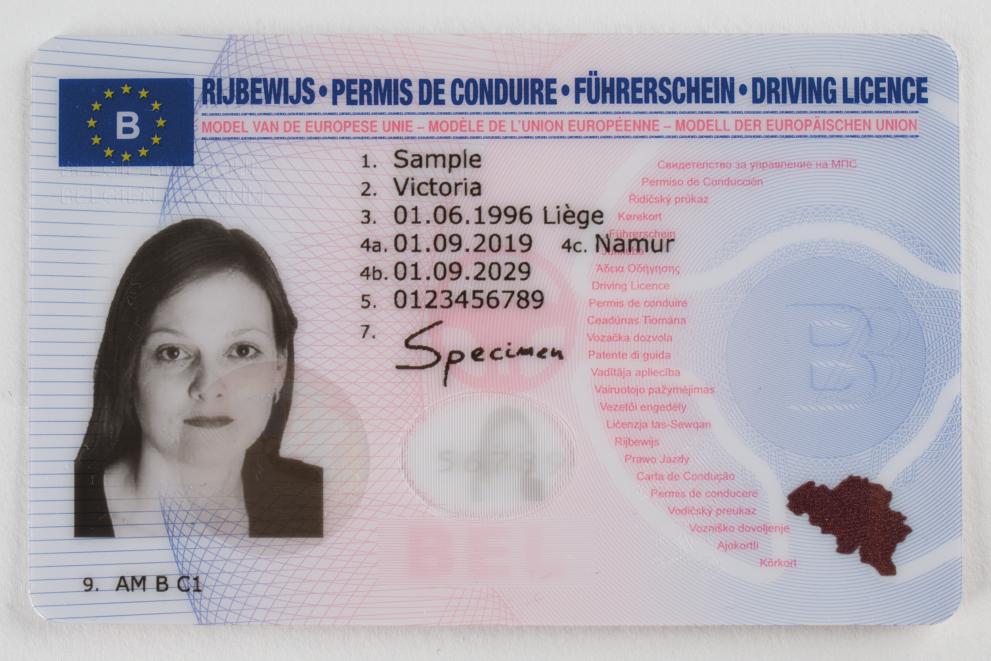 B
RIJBEWIJS • PERMIS DE CONDUIRE • FÜHRERSCHEIN • DRIVING LICENCE
MODEL VAN DE EUROPESE UNIE – MODÈLE DE L'UNION EUROPÉENNE – MODELL DER EUROPÄISCHEN UNION
1. Sample
2. Victoria
3. 01.06.1996 Liège
4a. 01.09.2019 4c. Namur
4b. 01.09.2029
5. 0123456789
7. Specimen
Свидетелство за управление на МПС
Permiso de Conducción
Řidičský průkaz
Kørekort
Führerschein
Άδεια Οδήγησης
Driving Licence
Permis de conduire
Ceadúnas Tiomána
Vozačka dozvola
Patente di guida
Vadītāja apliecība
Vairuotojo pažymėjimas
Vezetői engedély
Liċenzja tas-Sewqan
Rijbewijs
Prawo Jazdy
Carta de Condução
Permis de conducere
Vodičský preukaz
Vozniško dovoljenje
Ajokortti
Körkort
B
BEL
9. AM B C1